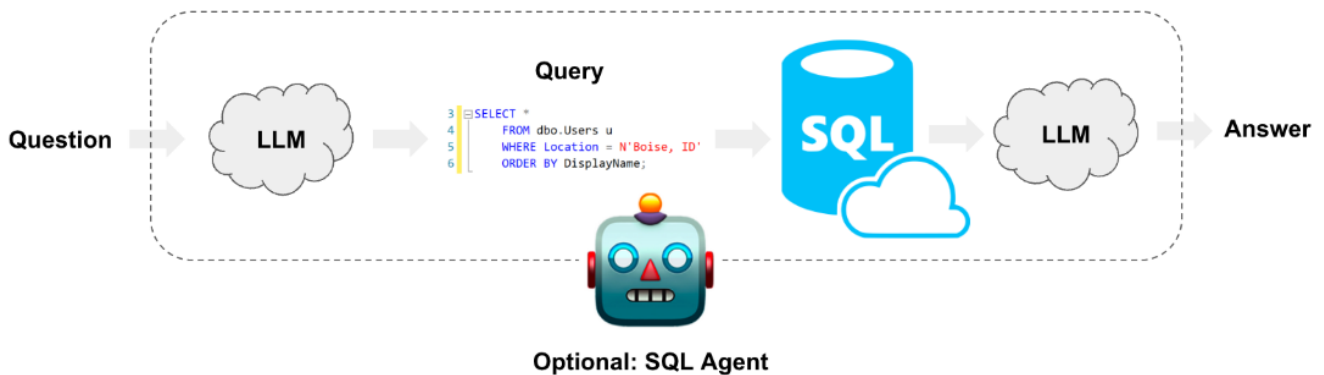 Query
Question
LLM
3 SELECT *
4 FROM dbo.Users u
5 WHERE Location = N'Boise, ID'
6 ORDER BY DisplayName;
SQL
LLM
Answer
Optional: SQL Agent